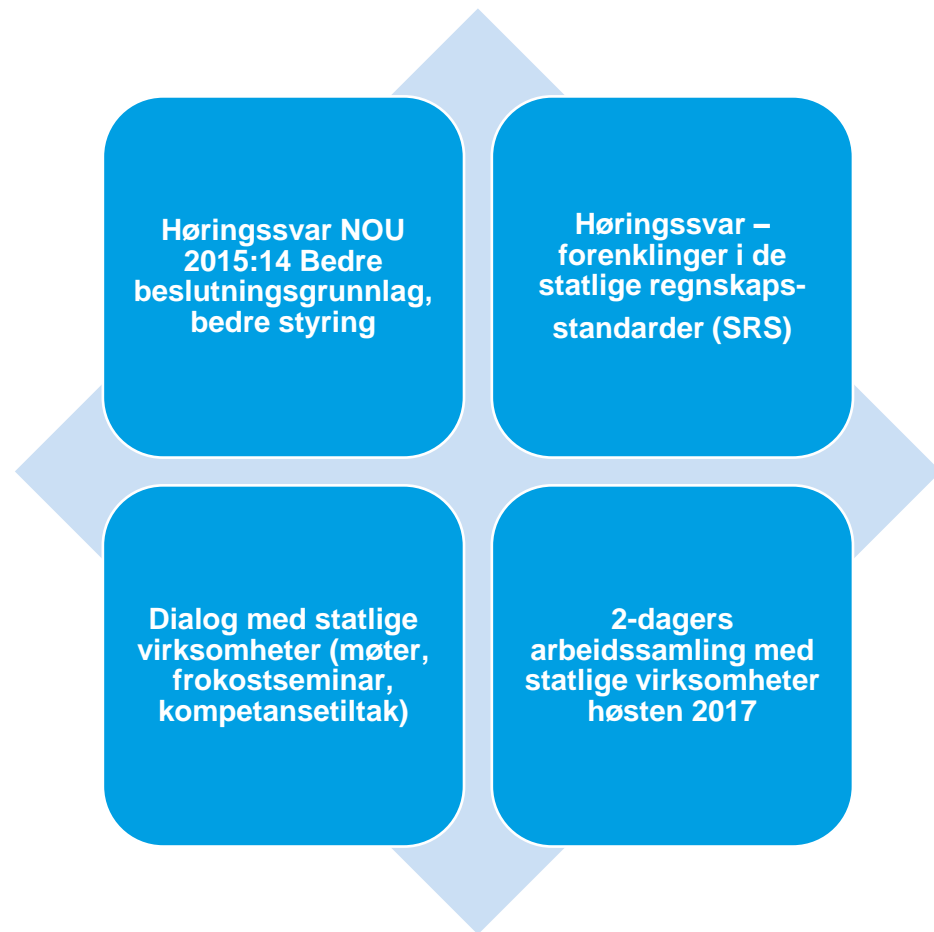 Høringssvar NOU
2015:14 Bedre
beslutningsgrunnlag,
bedre styring
Høringssvar –
forenklinger i de
statlige regnskaps-
standarder (SRS)
Dialog med statlige
virksomheter (møter,
frokostseminar,
kompetansetiltak)
2-dagers
arbeidssamling med
statlige virksomheter
høsten 2017